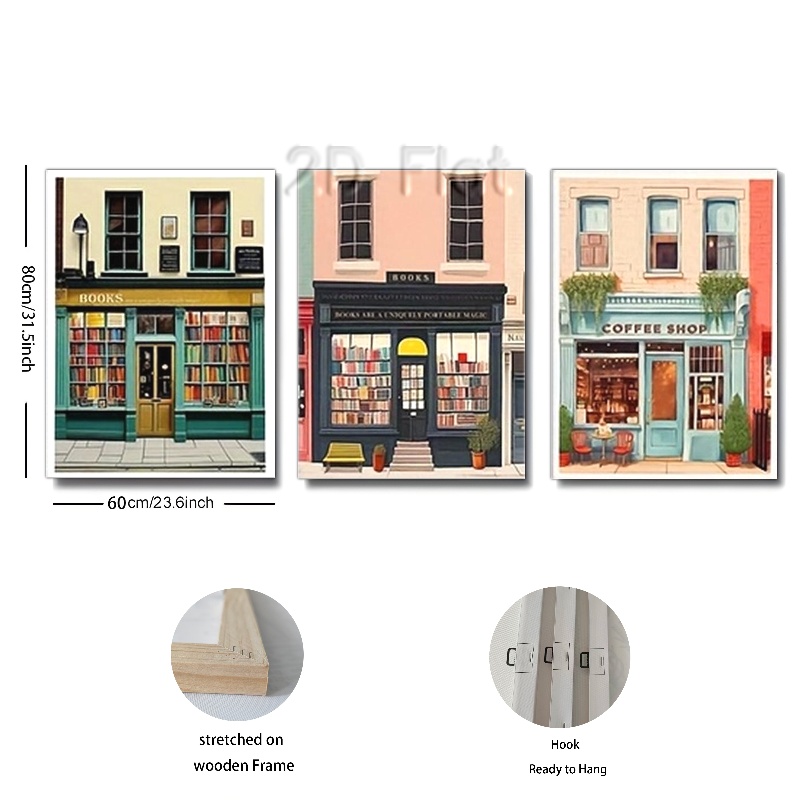 2D Flat
80cm/31.5inch
BOOKS
BOOKS
BOOKS ARE A UNIQUELY PORTABLE MAGIC
COFFEE SHOP
60cm/23.6inch
stretched on
wooden Frame
Hook
Ready to Hang